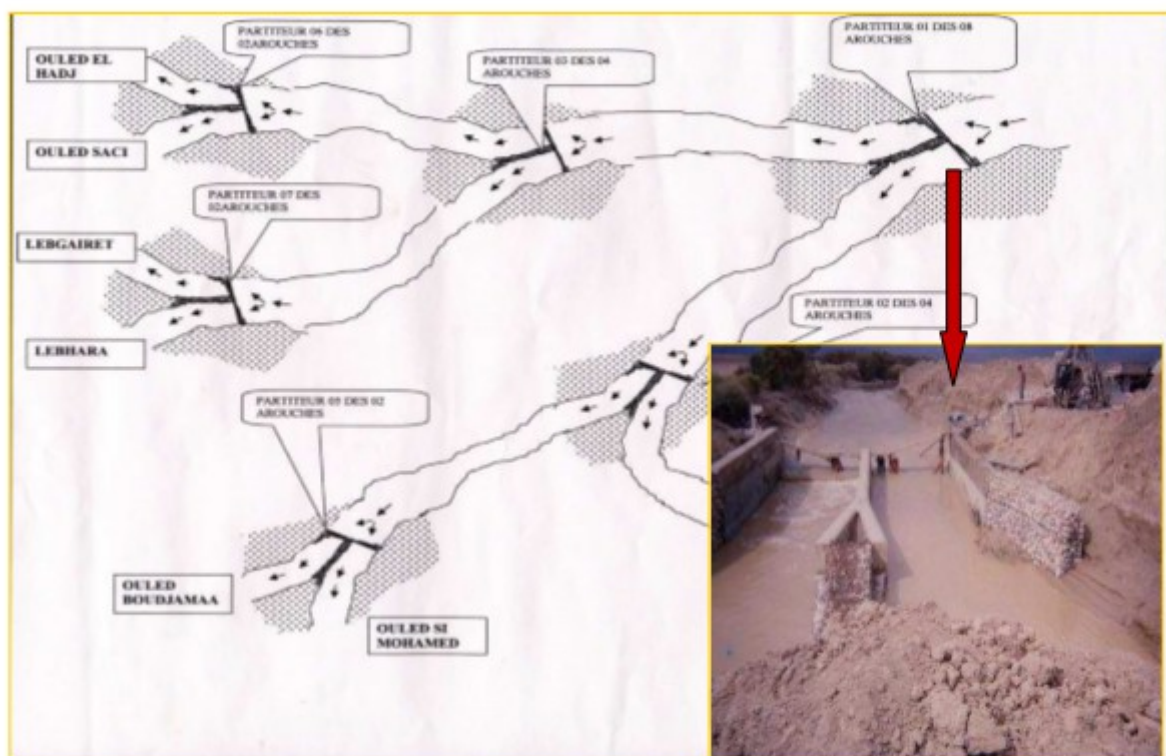 PARTITEUR 06 DES
02AROUCHES
OULED EL
HADJ
OULED SACI
PARTITEUR 03 DES 04
AROUCHES
PARTITEUR 01 DES 08
AROUCHES
PARTITEUR 07 DES
02AROUCHES
LEBGAIRET
LEBHARA
PARTITEUR 02 DES 04
AROUCHES
PARTITEUR 05 DES 02
AROUCHES
OULED
BOUDJAMAA
OULED SI
MOHAMED